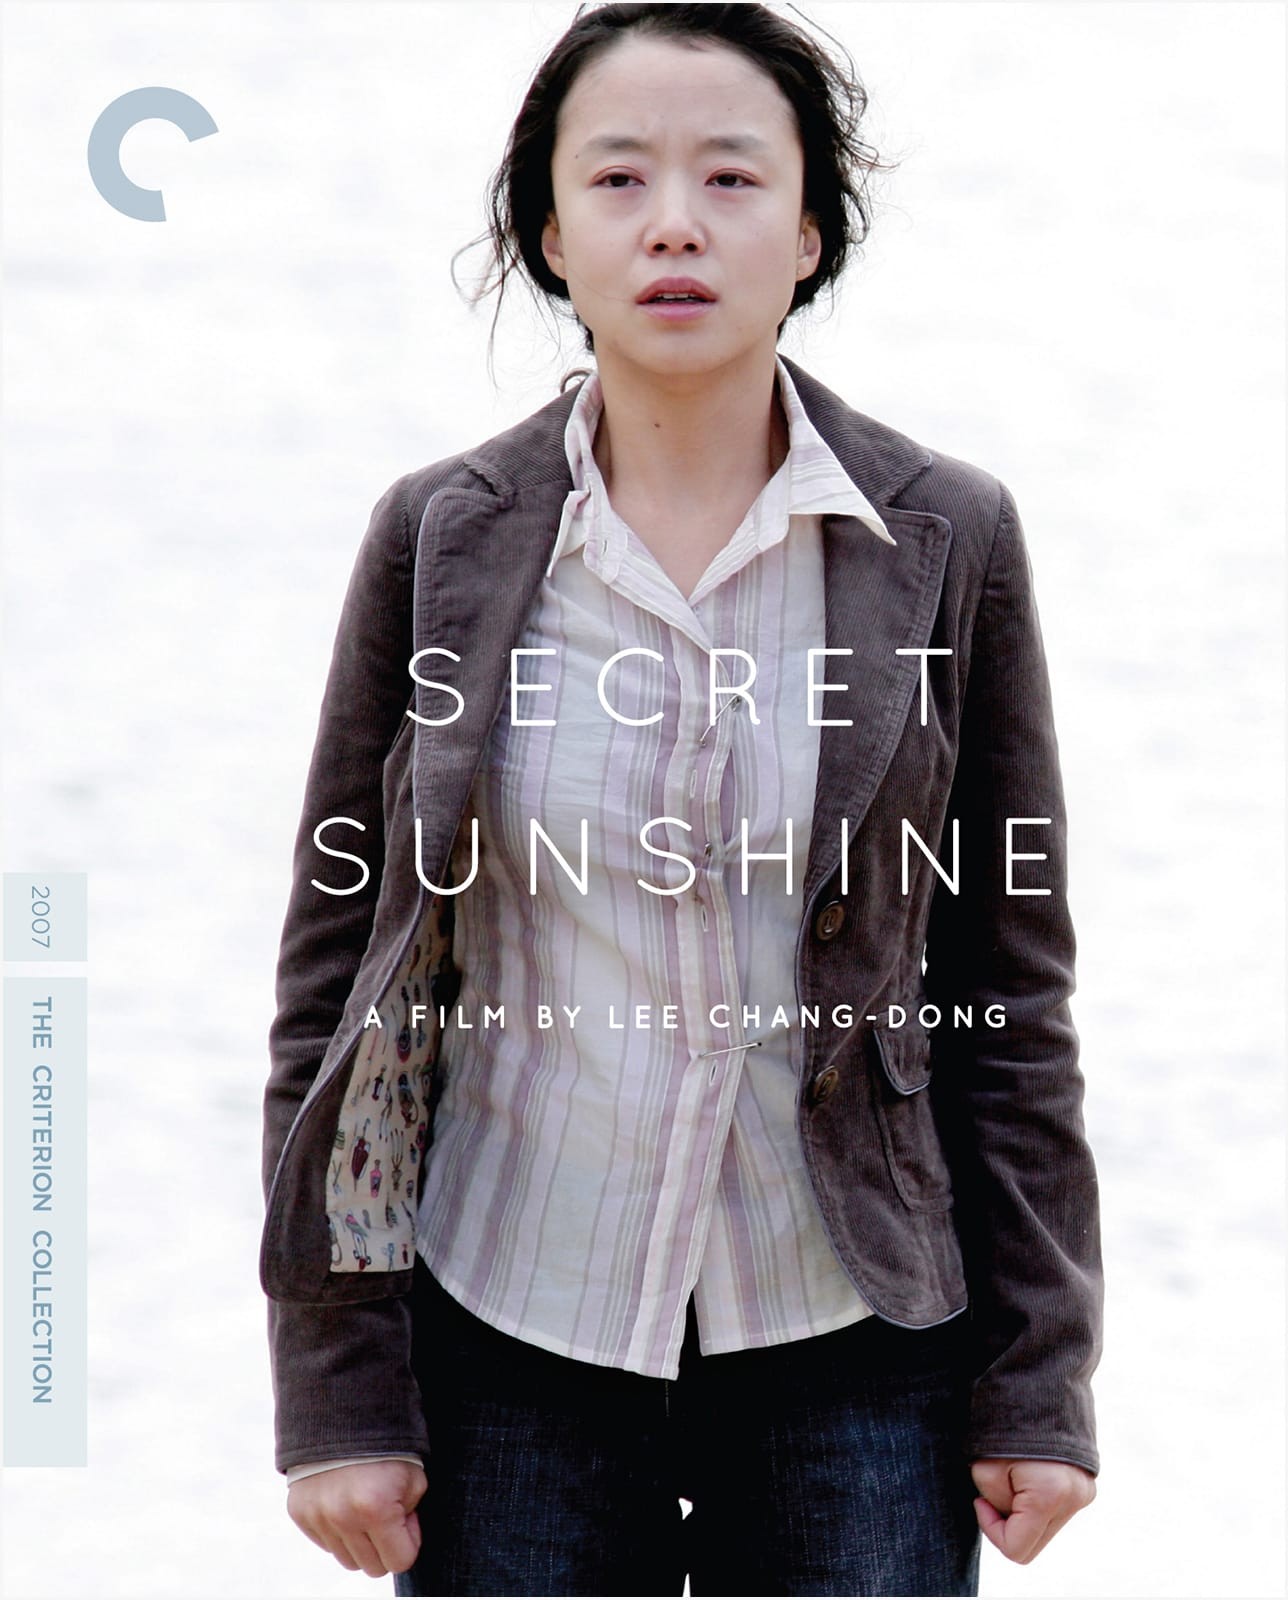 SECRET
SUNSHINE
A FILM BY LEE CHANG-DONG
2007
THE CRITERION COLLECTION